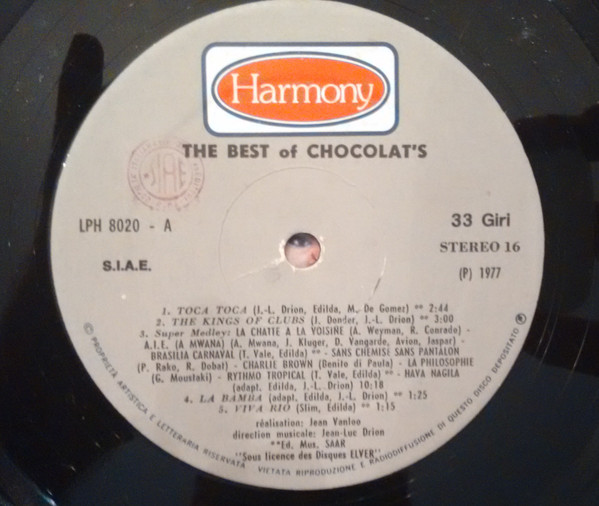 Harmony
THE BEST of CHOCOLAT'S
SIAE
LPH 8020 - A
33 Giri
STEREO 16
S.I.A.E.
(P) 1977
1. TOCA TOCA (J.-L. Drion, Edilda, M. De Gomez) ** 2:44
2. THE KINGS OF CLUBS (J. Donder, J.-L. Drion) ** 3:00
3. Super Medley: LA CHATTE A LA VOISINE (A. Weyman, R. Conrado) -
A.I.E. (A MWANA) (A. Mwana, J. Kluger, D. Vangarde, Avion, Jaspar) -
BRASILIA CARNAVAL (T. Vale, Edilda) ** - SANS CHEMISE SANS PANTALON
(P. Rako, R. Dobat) - CHARLIE BROWN (Benito di Paula) - LA PHILOSOPHIE
(G. Moustaki) - RYTHMO TROPICAL (T. Vale, Edilda) ** - HAVA NAGILA
(adapt. Edilda, J.-L. Drion) 10:18
4. LA BAMBA (adapt. Edilda, J.-L. Drion) ** 1:25
5. VIVA RIO (Slim, Edilda) ** 1:15
réalisation: Jean Vanloo
direction musicale: Jean-Luc Drion
**Ed. Mus. SAAR
"Sous licence des Disques ELVER"
© PROPRIETÀ ARTISTICA E LETTERARIA RISERVATA VIETATA RIPRODUZIONE E RADIODIFFUSIONE DI QUESTO DISCO DEPOSITATO